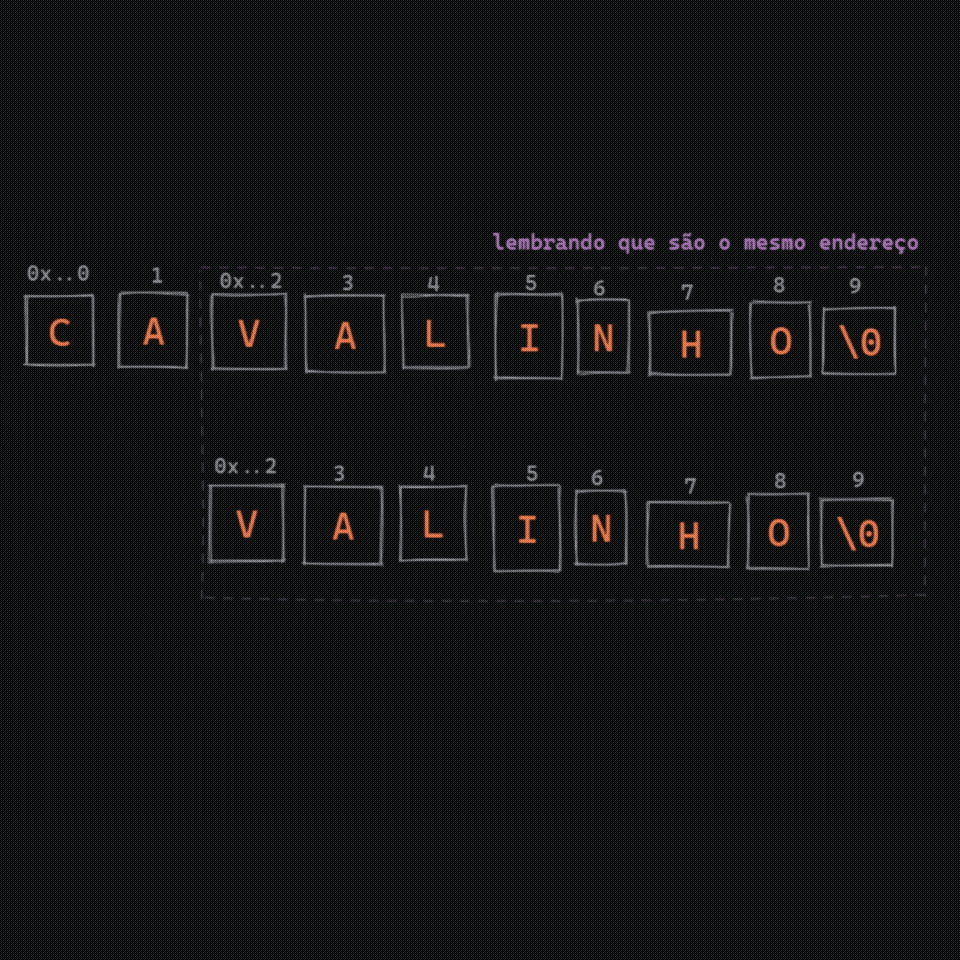 lembrando que são o mesmo endereço
0x..0 1 0x..2 3 4 5 6 7 8 9
C A V A L I N H O \0
0x..2 3 4 5 6 7 8 9
V A L I N H O \0